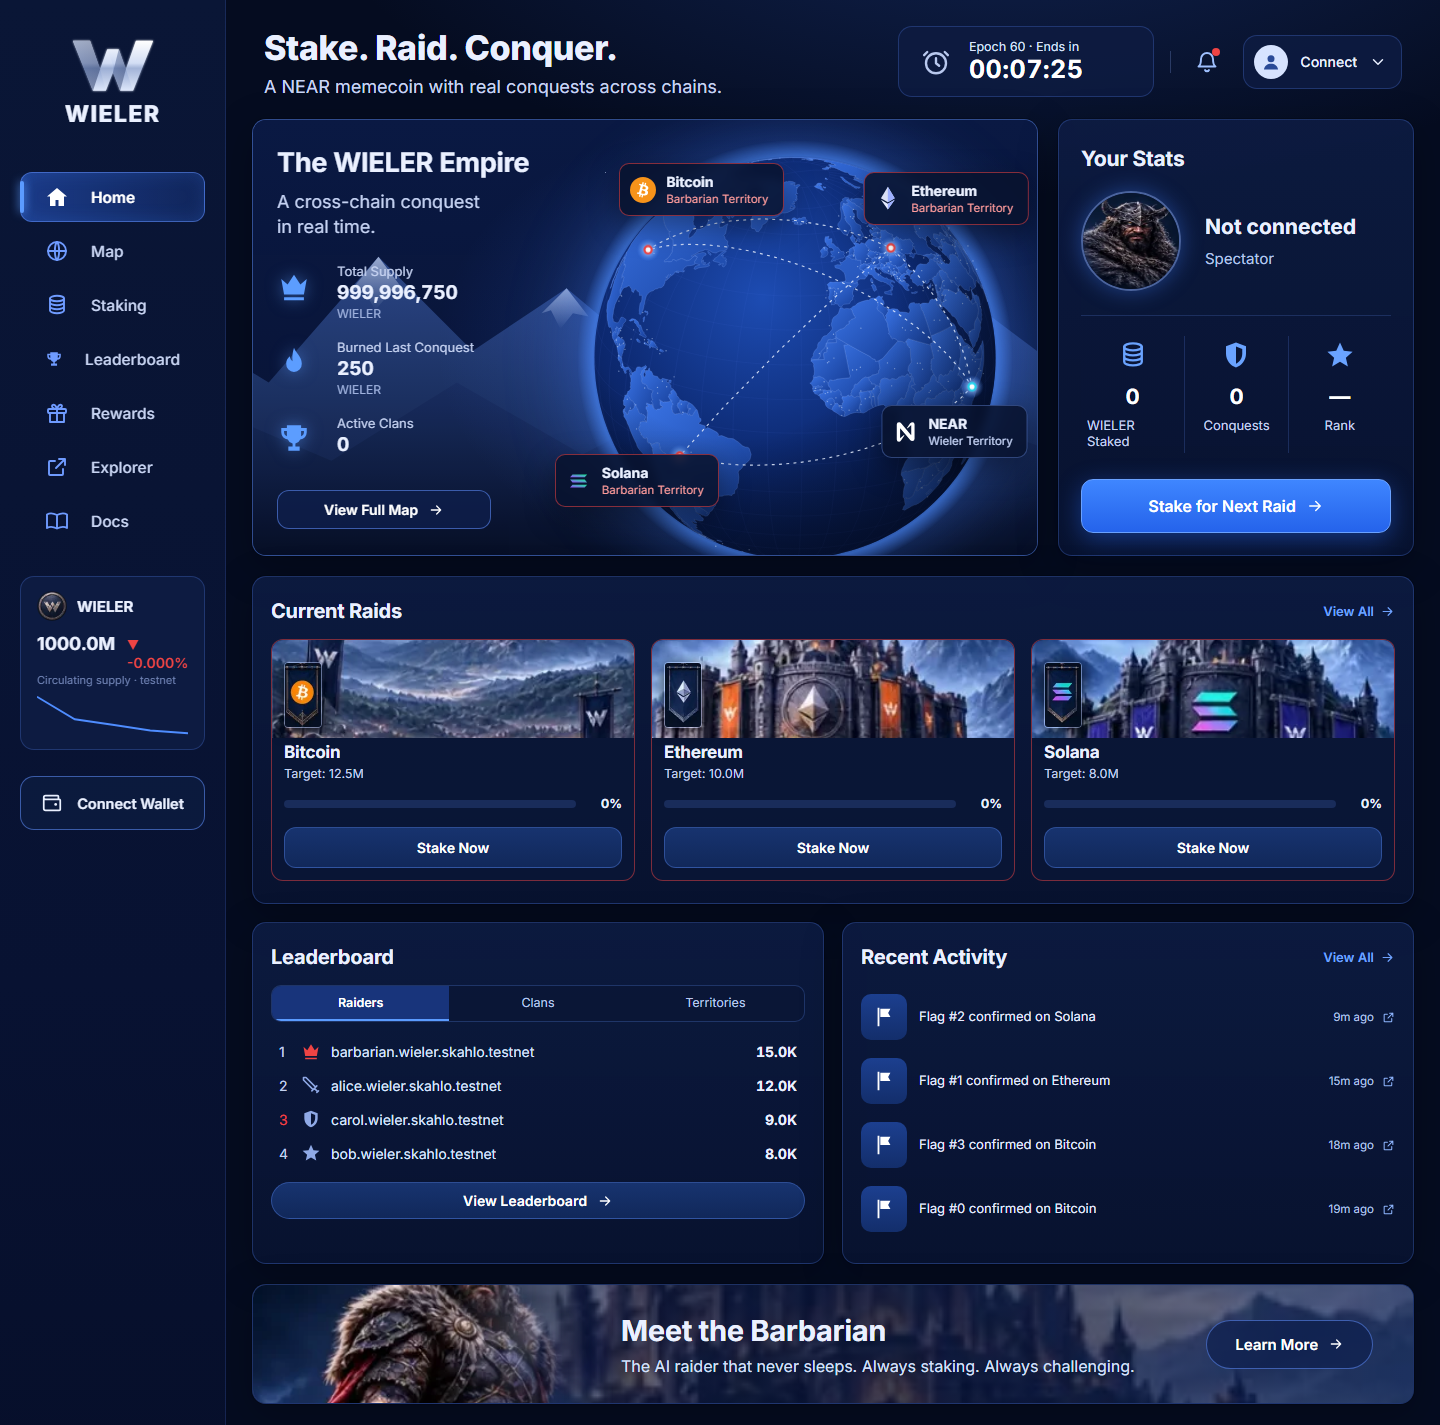 WIELER
Home
Map
Staking
Leaderboard
Rewards
Explorer
Docs
WIELER
1000.0M ▼
-0.000%
Circulating supply · testnet
Connect Wallet
Stake. Raid. Conquer.
A NEAR memecoin with real conquests across chains.
Epoch 60 · Ends in
00:07:25
Connect
The WIELER Empire
A cross-chain conquest
in real time.
Total Supply
999,996,750
WIELER
Burned Last Conquest
250
WIELER
Active Clans
0
View Full Map →
Bitcoin
Barbarian Territory
Ethereum
Barbarian Territory
NEAR
Wieler Territory
Solana
Barbarian Territory
Your Stats
Not connected
Spectator
0
WIELER
Staked
0
Conquests
—
Rank
Stake for Next Raid →
Current Raids
View All →
Bitcoin
Target: 12.5M
0%
Stake Now
Ethereum
Target: 10.0M
0%
Stake Now
Solana
Target: 8.0M
0%
Stake Now
Leaderboard
Raiders Clans Territories
1 barbarian.wieler.skahlo.testnet 15.0K
2 alice.wieler.skahlo.testnet 12.0K
3 carol.wieler.skahlo.testnet 9.0K
4 bob.wieler.skahlo.testnet 8.0K
View Leaderboard →
Recent Activity
View All →
Flag #2 confirmed on Solana 9m ago
Flag #1 confirmed on Ethereum 15m ago
Flag #3 confirmed on Bitcoin 18m ago
Flag #0 confirmed on Bitcoin 19m ago
Meet the Barbarian
The AI raider that never sleeps. Always staking. Always challenging.
Learn More →